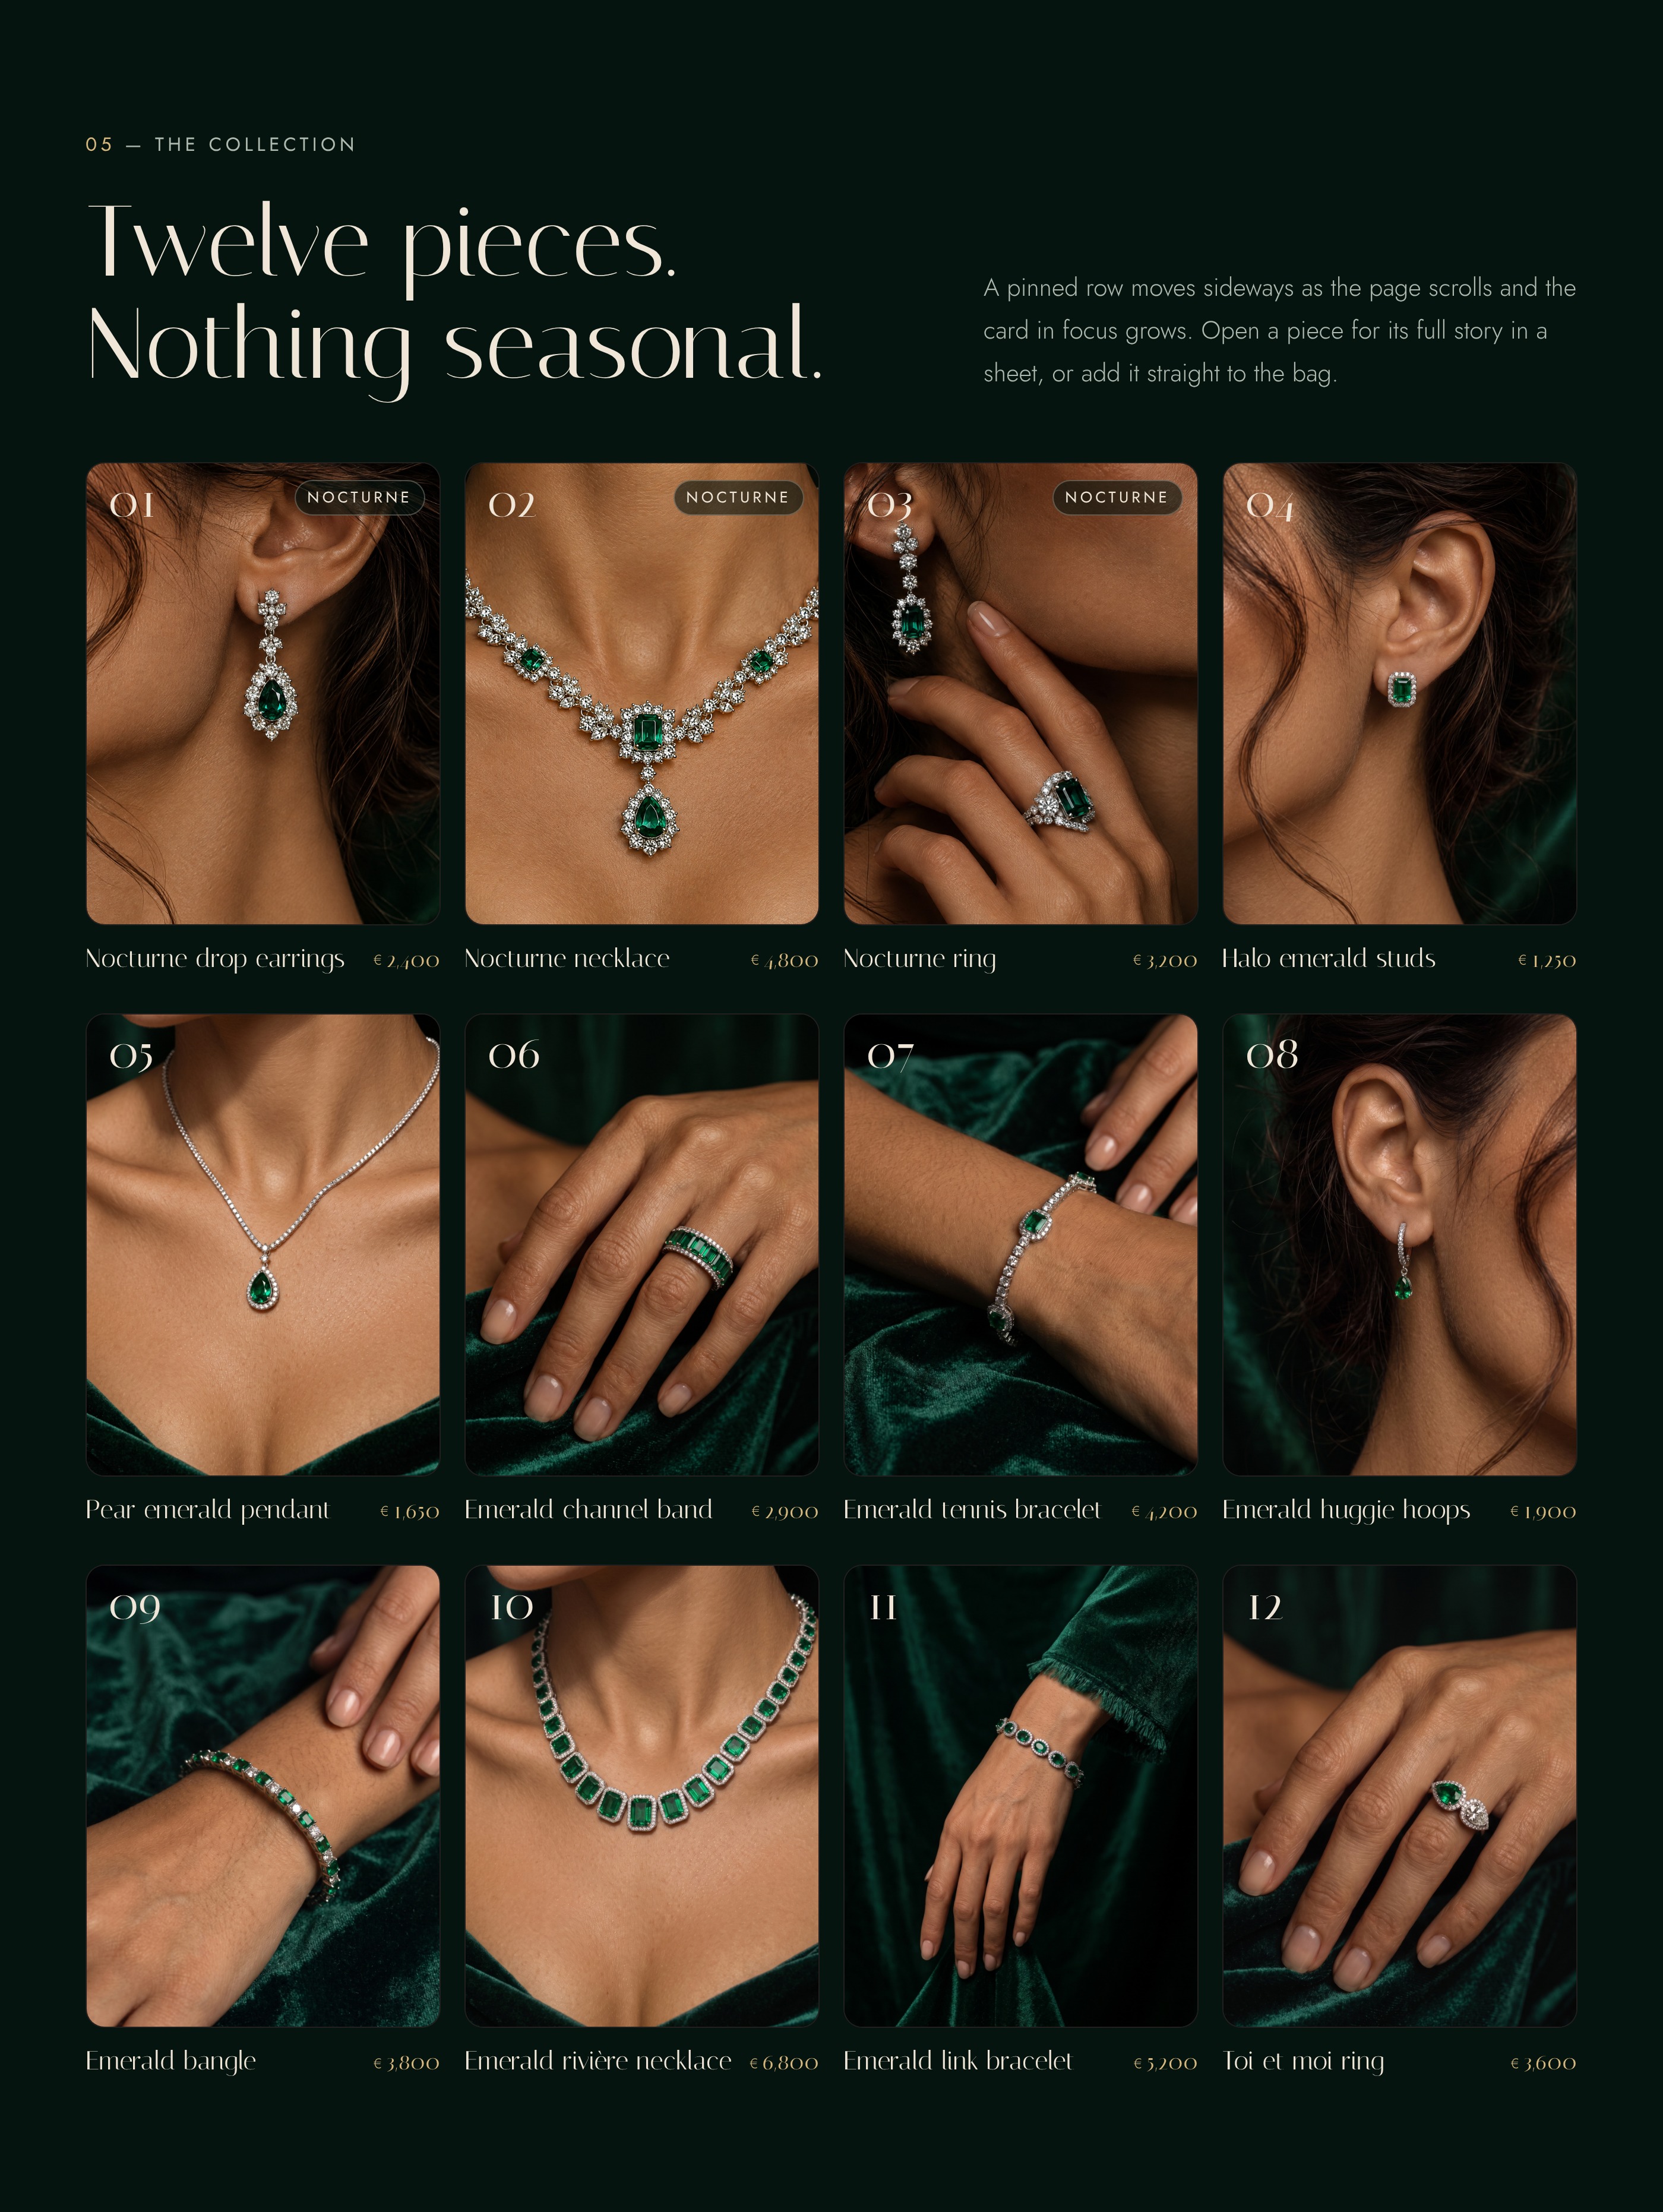 05 — THE COLLECTION
Twelve pieces.
Nothing seasonal.
A pinned row moves sideways as the page scrolls and the
card in focus grows. Open a piece for its full story in a
sheet, or add it straight to the bag.
01
NOCTURNE
02
NOCTURNE
03
NOCTURNE
04
Nocturne drop earrings € 2,400
Nocturne necklace € 4,800
Nocturne ring € 3,200
Halo emerald studs € 1,250
05
06
07
08
Pear emerald pendant € 1,650
Emerald channel band € 2,900
Emerald tennis bracelet € 4,200
Emerald huggie hoops € 1,900
09
10
11
12
Emerald bangle € 3,800
Emerald rivière necklace € 6,800
Emerald link bracelet € 5,200
Toi et moi ring € 3,600